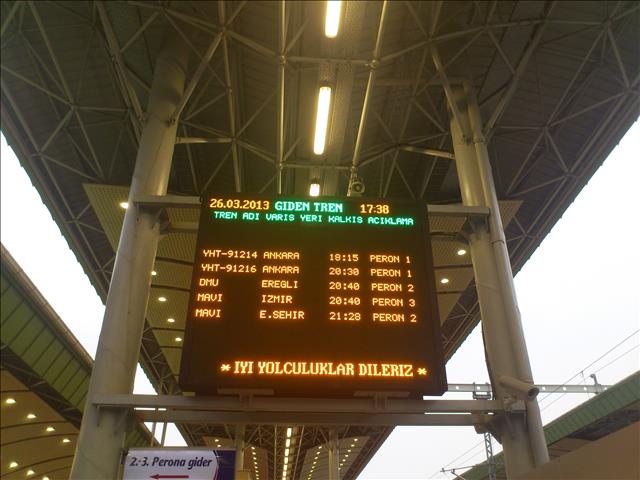 26.03.2013 GIDEN TREN 17:38
TREN ADI VARIS YERI KALKIS ACIKLAMA
YHT-91214 ANKARA 18:15 PERON 1
YHT-91216 ANKARA 20:30 PERON 1
DMU EREGLI 20:40 PERON 2
MAVI IZMIR 20:40 PERON 3
MAVI E.SEHIR 21:28 PERON 2
* IYI YOLCULUKLAR DILERIZ *
2.-3. Perona gider